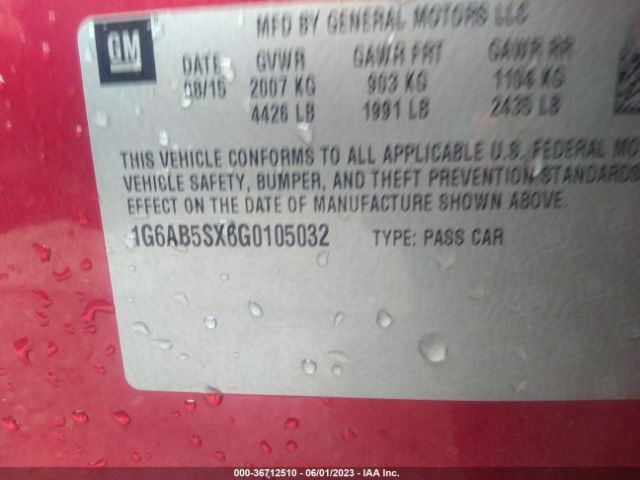 MFD BY GENERAL MOTORS LLC
GM
DATE GVWR GAWR FRT GAWR RR
08/15 2007 KG 903 KG 1104 KG
4426 LB 1991 LB 2435 LB
THIS VEHICLE CONFORMS TO ALL APPLICABLE U.S. FEDERAL MO
VEHICLE SAFETY, BUMPER, AND THEFT PREVENTION STANDARDS
EFFECT ON THE DATE OF MANUFACTURE SHOWN ABOVE.
1G6AB5SX6G0105032 TYPE: PASS CAR
000-36712510 - 06/01/2023 - IAA Inc.